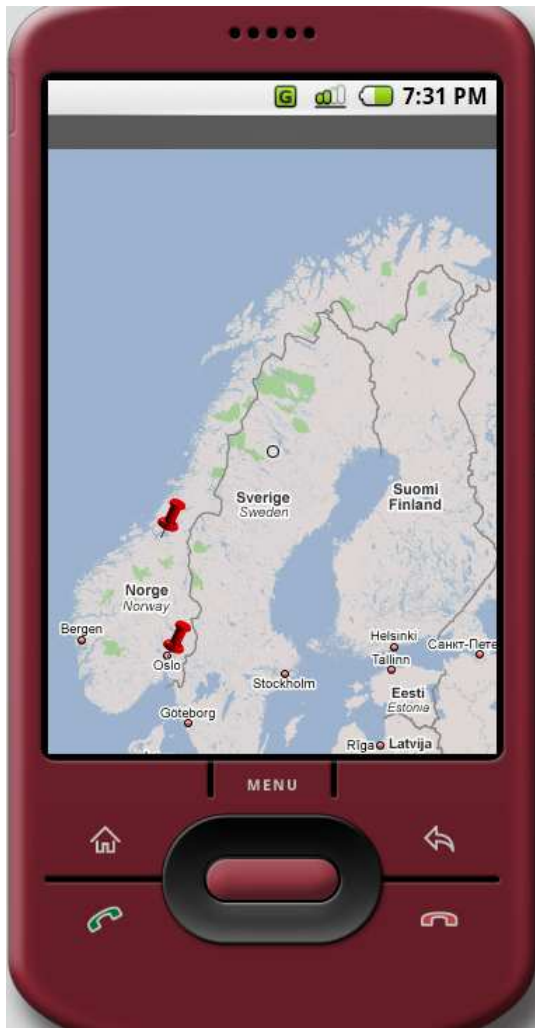 G 7:31 PM
Sverige
Sweden
Suomi
Finland
Norge
Norway
Bergen
Oslo
Helsinki
Санкт-Пете
Tallinn
Stockholm
Eesti
Estonia
Göteborg
Rīga Latvija
MENU